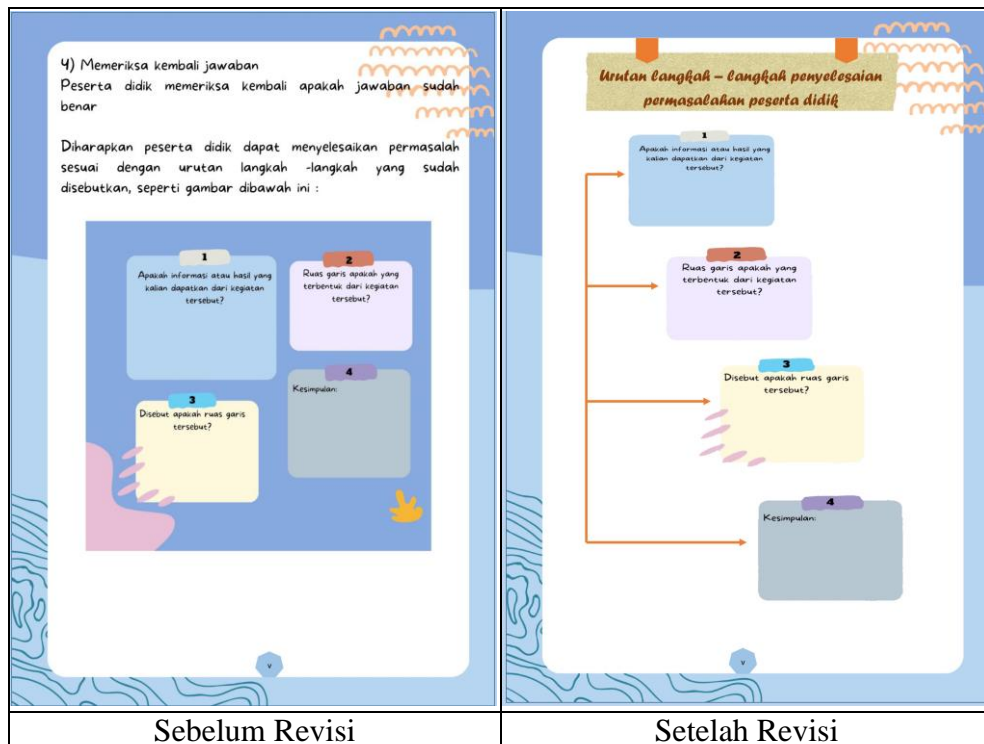 4) Memeriksa kembali jawaban
Peserta didik memeriksa kembali apakah jawaban sudah
benar
Diharapkan peserta didik dapat menyelesaikan permasalah
sesuai dengan urutan langkah -langkah yang sudah
disebutkan, seperti gambar dibawah ini :
1
Apakah informasi atau hasil yang
kalian dapatkan dari kegiatan
tersebut?
2
Ruas garis apakah yang
terbentuk dari kegiatan
tersebut?
3
Disebut apakah ruas garis
tersebut?
4
Kesimpulan:
v
Sebelum Revisi
Urutan langkah – langkah penyelesaian
permasalahan peserta didik
1
Apakah informasi atau hasil yang
kalian dapatkan dari kegiatan
tersebut?
2
Ruas garis apakah yang
terbentuk dari kegiatan
tersebut?
3
Disebut apakah ruas garis
tersebut?
4
Kesimpulan:
v
Setelah Revisi